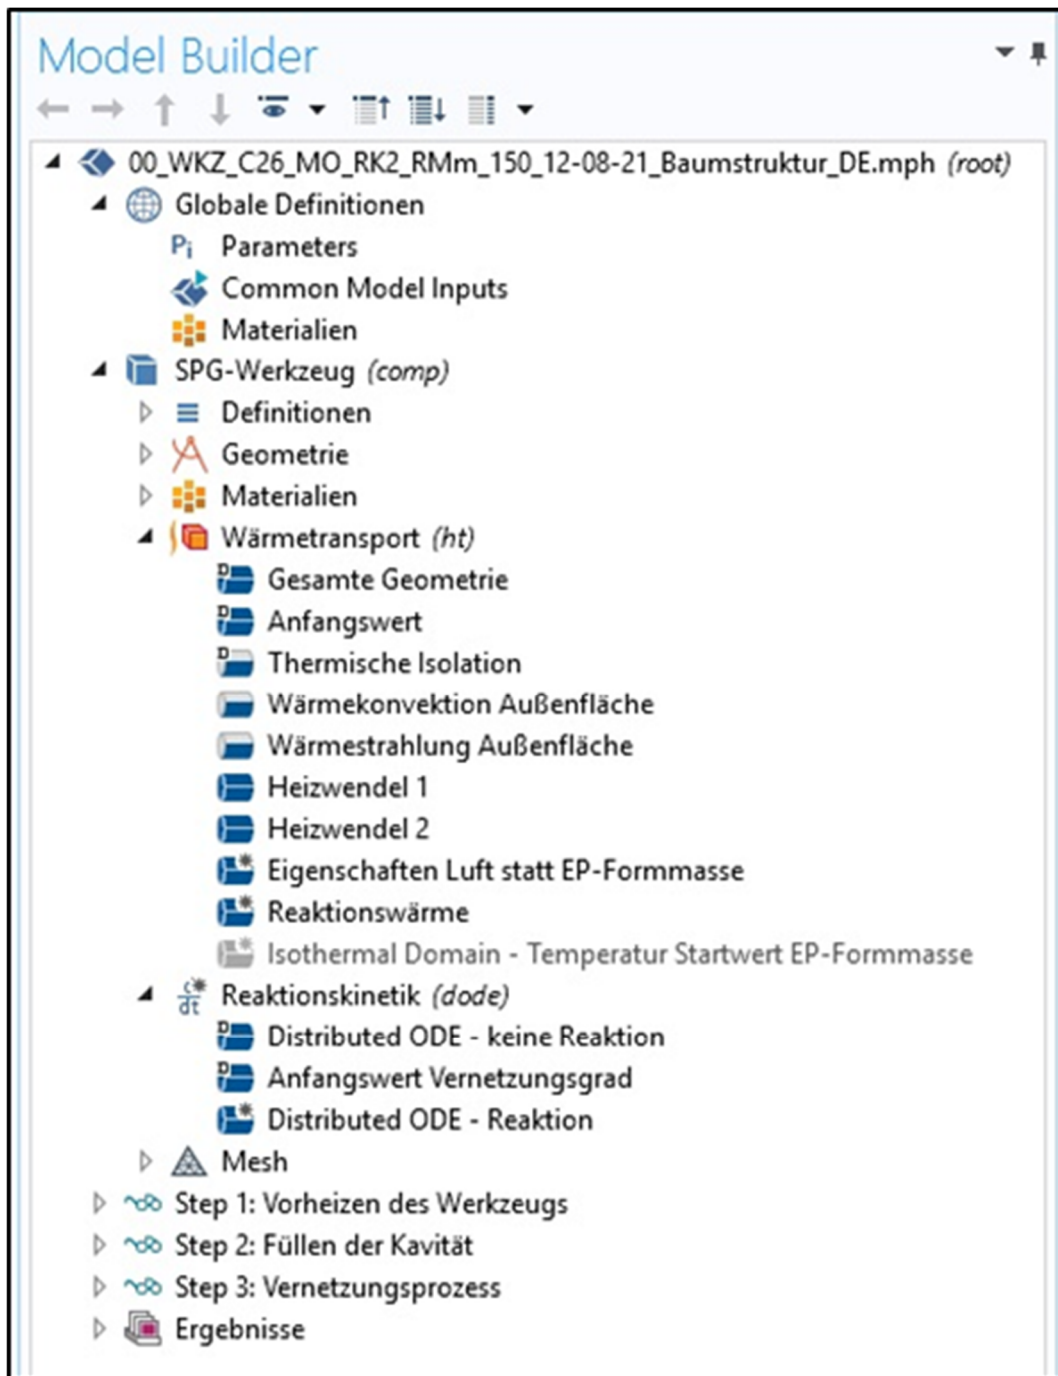 Model Builder
00_WKZ_C26_MO_RK2_RMm_150_12-08-21_Baumstruktur_DE.mph (root)
Globale Definitionen
Pi Parameters
Common Model Inputs
Materialien
SPG-Werkzeug (comp)
Definitionen
Geometrie
Materialien
Wärmetransport (ht)
D Gesamte Geometrie
D Anfangswert
D Thermische Isolation
Wärmekonvektion Außenfläche
Wärmestrahlung Außenfläche
Heizwendel 1
Heizwendel 2
Eigenschaften Luft statt EP-Formmasse
Reaktionswärme
Isothermal Domain - Temperatur Startwert EP-Formmasse
Reaktionskinetik (dode)
D Distributed ODE - keine Reaktion
D Anfangswert Vernetzungsgrad
Distributed ODE - Reaktion
Mesh
Step 1: Vorheizen des Werkzeugs
Step 2: Füllen der Kavität
Step 3: Vernetzungsprozess
Ergebnisse